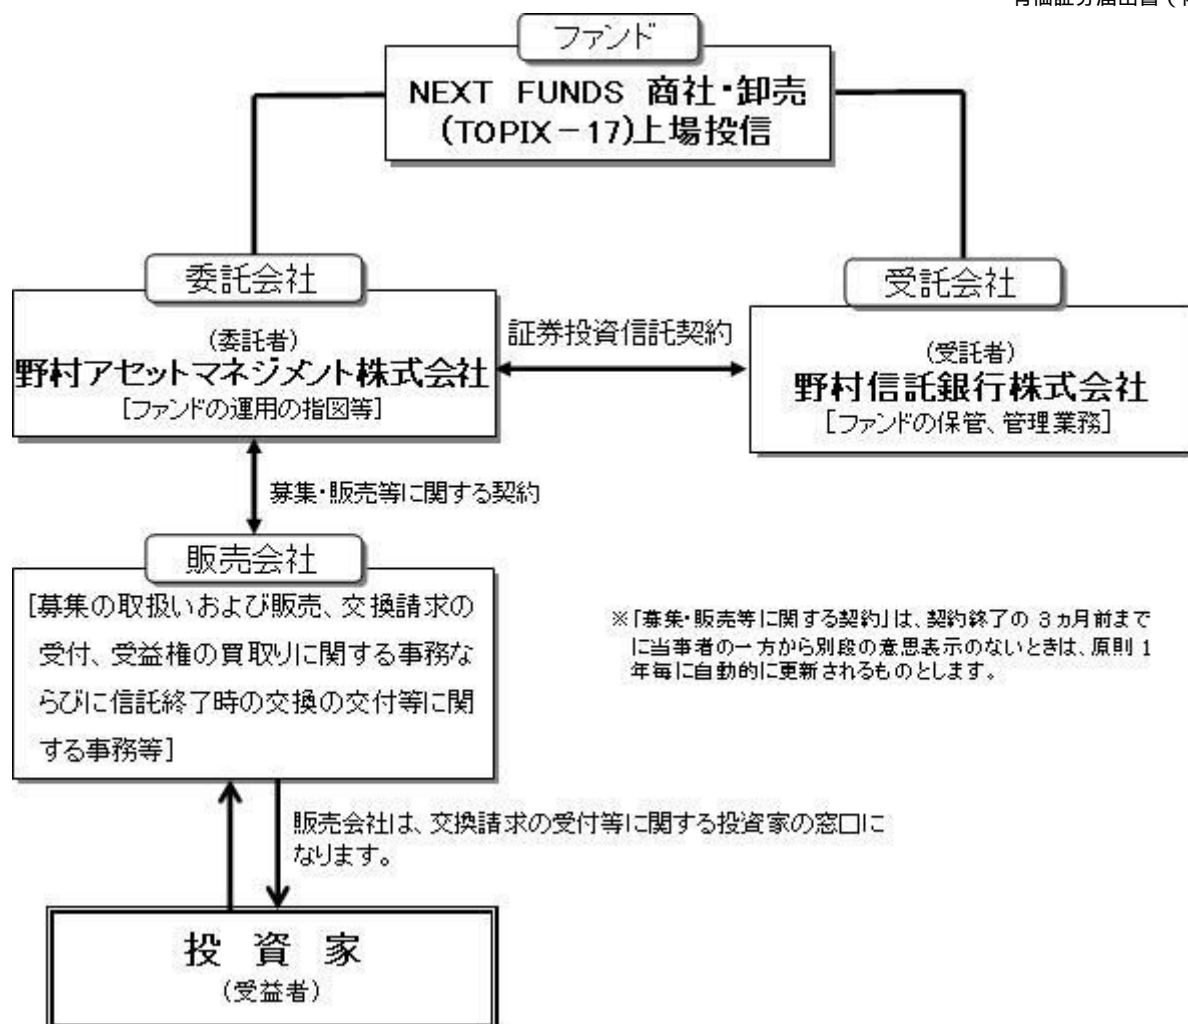 有価証券届出書(
ファンド
NEXT FUNDS 商社・卸売
(TOPIX－17)上場投信
委託会社
(委託者)
野村アセットマネジメント株式会社
[ファンドの運用の指図等]
証券投資信託契約
受託会社
(受託者)
野村信託銀行株式会社
[ファンドの保管、管理業務]
募集・販売等に関する契約
販売会社
[募集の取扱いおよび販売、交換請求の
受付、受益権の買取りに関する事務な
らびに信託終了時の交換の交付等に関
する事務等]
※「募集・販売等に関する契約」は、契約終了の 3ヵ月前まで
に当事者の一方から別段の意思表示のないときは、原則 1
年毎に自動的に更新されるものとします。
販売会社は、交換請求の受付等に関する投資家の窓口に
なります。
投 資 家
(受益者)